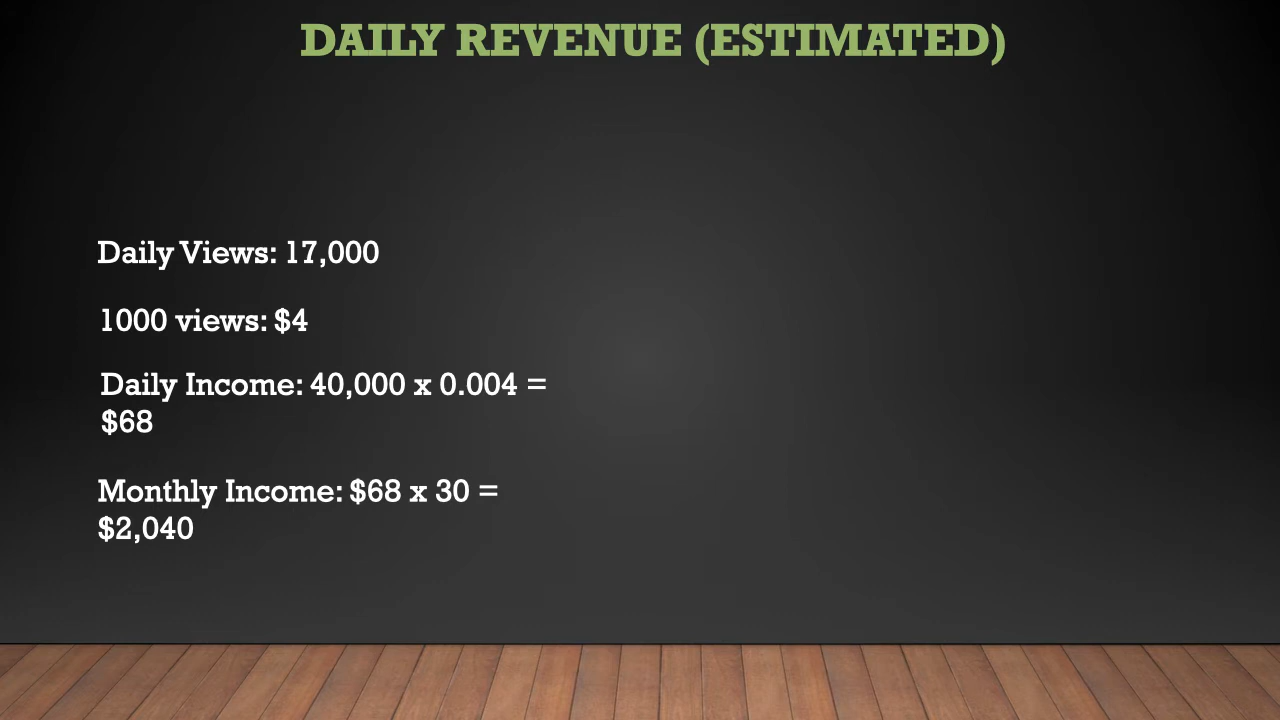 DAILY REVENUE (ESTIMATED)
Daily Views: 17,000
1000 views: $4
Daily Income: 40,000 x 0.004 =
$68
Monthly Income: $68 x 30 =
$2,040